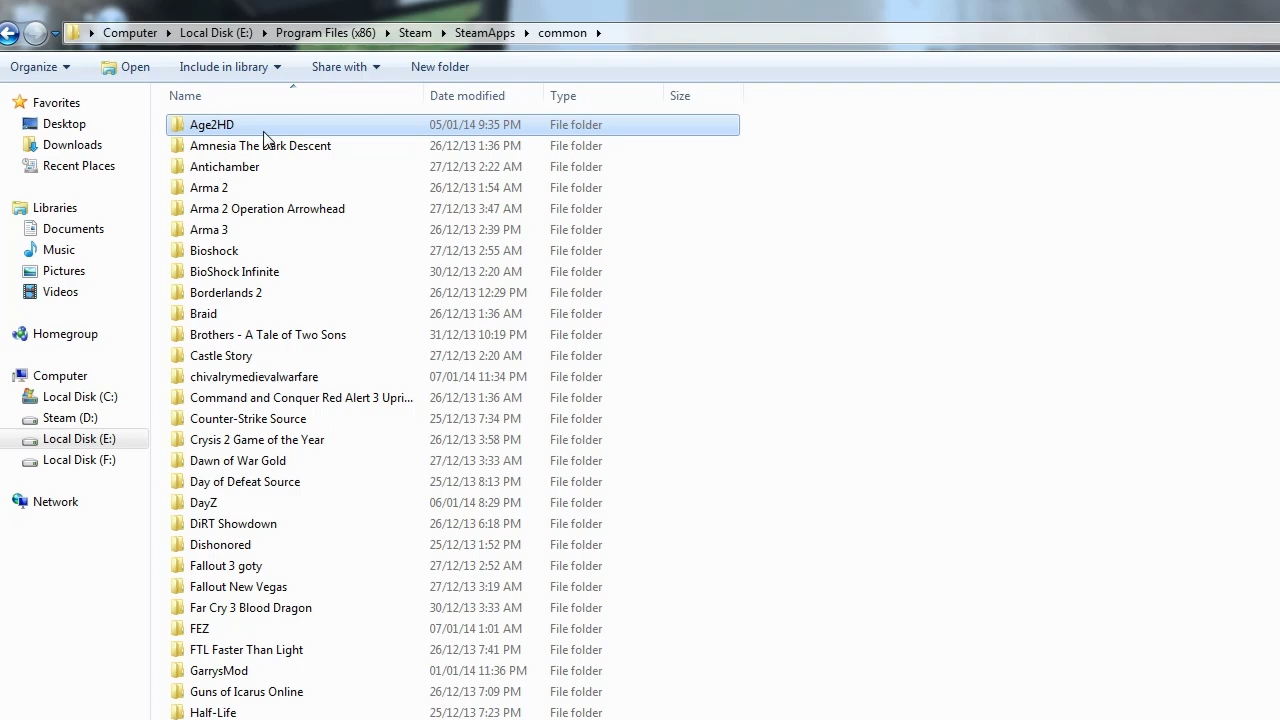 Computer Local Disk (E:) Program Files (x86) Steam SteamApps common
Organize Open Include in library Share with New folder
Favorites
Desktop
Downloads
Recent Places
Libraries
Documents
Music
Pictures
Videos
Homegroup
Computer
Local Disk (C:)
Steam (D:)
Local Disk (E:)
Local Disk (F:)
Network
Name Date modified Type Size
Age2HD 05/01/14 9:35 PM File folder
Amnesia The Dark Descent 26/12/13 1:36 PM File folder
Antichamber 27/12/13 2:22 AM File folder
Arma 2 26/12/13 1:54 AM File folder
Arma 2 Operation Arrowhead 27/12/13 3:47 AM File folder
Arma 3 26/12/13 2:39 PM File folder
Bioshock 27/12/13 2:55 AM File folder
BioShock Infinite 30/12/13 2:20 AM File folder
Borderlands 2 26/12/13 12:29 PM File folder
Braid 26/12/13 1:36 AM File folder
Brothers - A Tale of Two Sons 31/12/13 10:19 PM File folder
Castle Story 27/12/13 2:20 AM File folder
chivalrymedievalwarfare 07/01/14 11:34 PM File folder
Command and Conquer Red Alert 3 Upri... 26/12/13 1:36 AM File folder
Counter-Strike Source 25/12/13 7:34 PM File folder
Crysis 2 Game of the Year 26/12/13 3:58 PM File folder
Dawn of War Gold 27/12/13 3:33 AM File folder
Day of Defeat Source 25/12/13 8:13 PM File folder
DayZ 06/01/14 8:29 PM File folder
DiRT Showdown 26/12/13 6:18 PM File folder
Dishonored 25/12/13 1:52 PM File folder
Fallout 3 goty 27/12/13 2:52 AM File folder
Fallout New Vegas 27/12/13 3:19 AM File folder
Far Cry 3 Blood Dragon 30/12/13 3:33 AM File folder
FEZ 07/01/14 1:01 AM File folder
FTL Faster Than Light 26/12/13 7:41 PM File folder
GarrysMod 01/01/14 11:36 PM File folder
Guns of Icarus Online 26/12/13 7:09 PM File folder
Half-Life 25/12/13 7:23 PM File folder